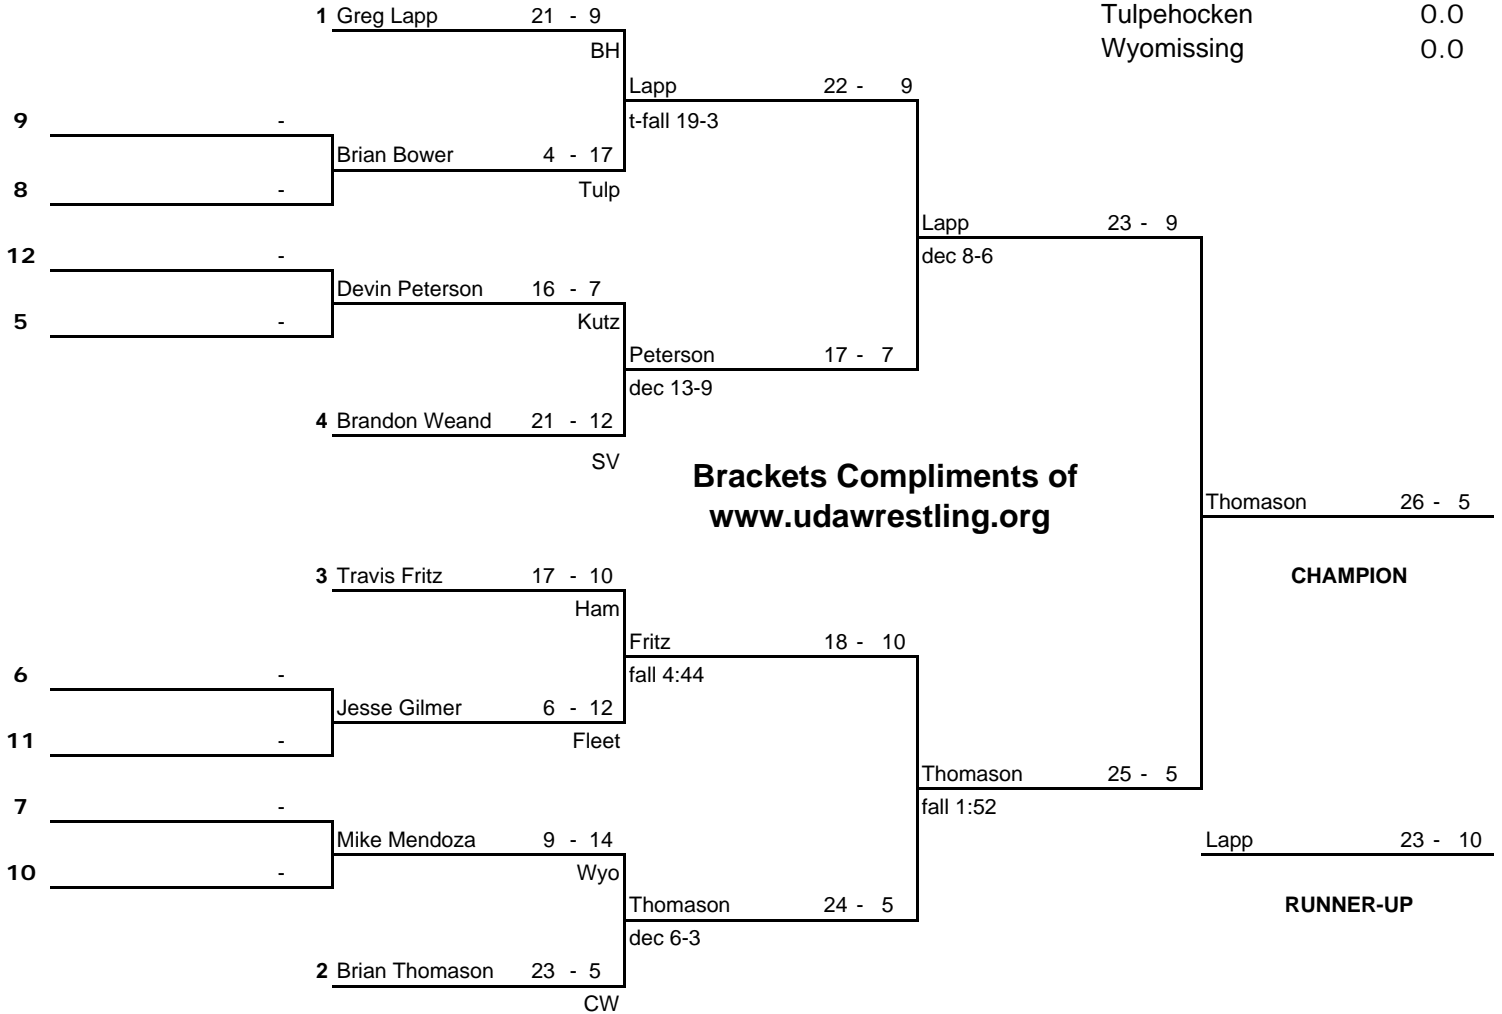 1 Greg Lapp 21 - 9
Tulpehocken 0.0
BH
Wyomissing 0.0
Lapp 22 - 9
9 -
t-fall 19-3
Brian Bower 4 - 17
8 -
Tulp
Lapp 23 - 9
12 -
dec 8-6
Devin Peterson 16 - 7
5 -
Kutz
Peterson 17 - 7
dec 13-9
4 Brandon Weand 21 - 12
SV
Brackets Compliments of
www.udawrestling.org
Thomason 26 - 5
CHAMPION
3 Travis Fritz 17 - 10
Ham
Fritz 18 - 10
6 -
fall 4:44
Jesse Gilmer 6 - 12
11 -
Fleet
Thomason 25 - 5
7 -
fall 1:52
Mike Mendoza 9 - 14
Lapp 23 - 10
10 -
Wyo
Thomason 24 - 5
RUNNER-UP
dec 6-3
2 Brian Thomason 23 - 5
CW